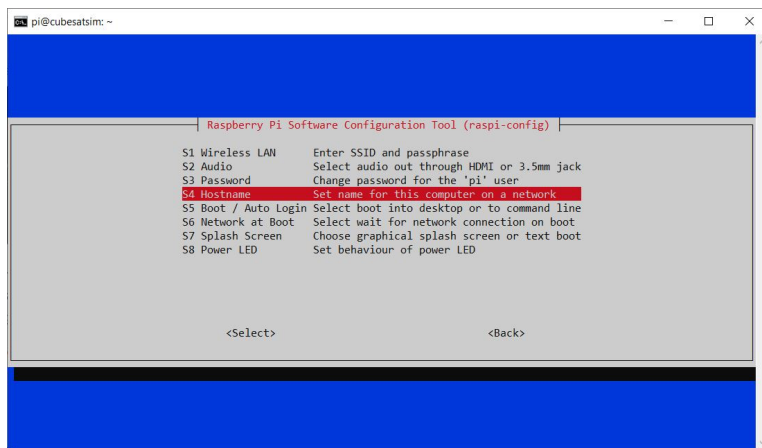 pi@cubesatsim: ~
Raspberry Pi Software Configuration Tool (raspi-config)
S1 Wireless LAN Enter SSID and passphrase
S2 Audio Select audio out through HDMI or 3.5mm jack
S3 Password Change password for the 'pi' user
S4 Hostname Set name for this computer on a network
S5 Boot / Auto Login Select boot into desktop or to command line
S6 Network at Boot Select wait for network connection on boot
S7 Splash Screen Choose graphical splash screen or text boot
S8 Power LED Set behaviour of power LED
<Select> <Back>